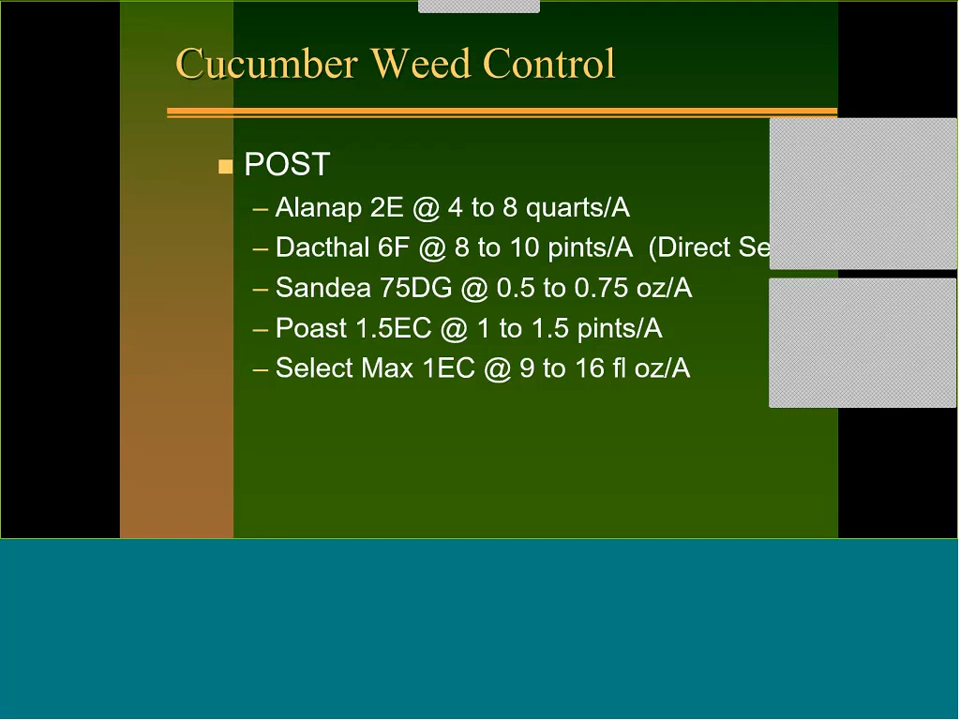 Cucumber Weed Control
POST
– Alanap 2E @ 4 to 8 quarts/A
– Dacthal 6F @ 8 to 10 pints/A (Direct
– Sandea 75DG @ 0.5 to 0.75 oz/A
– Poast 1.5EC @ 1 to 1.5 pints/A
– Select Max 1EC @ 9 to 16 fl oz/A